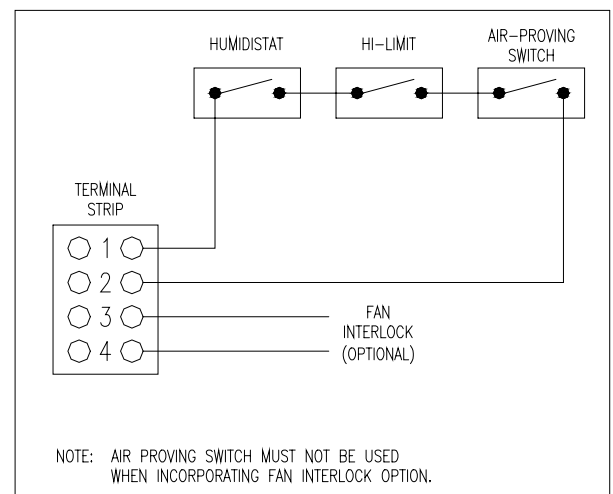 HUMIDISTAT
HI-LIMIT
AIR-PROVING
SWITCH
TERMINAL
STRIP
1
2
3
4
FAN
INTERLOCK
(OPTIONAL)
NOTE: AIR PROVING SWITCH MUST NOT BE USED
WHEN INCORPORATING FAN INTERLOCK OPTION.